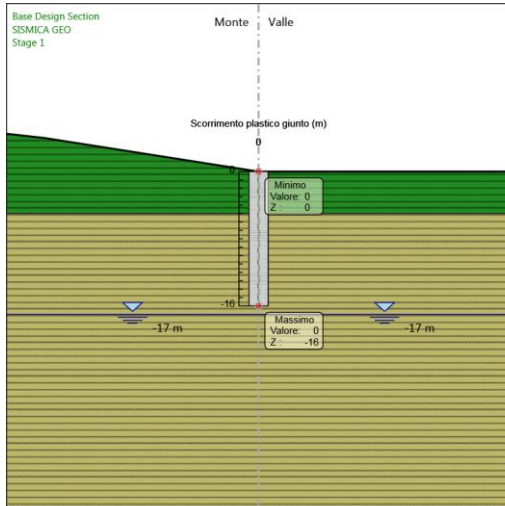 Base Design Section
SISMICA GEO
Stage 1
Monte Valle
Scorrimento plastico giunto (m)
0
0
Minimo
Valore: 0
Z : 0
-16
Massimo
Valore: 0
Z : -16
-17 m
-17 m